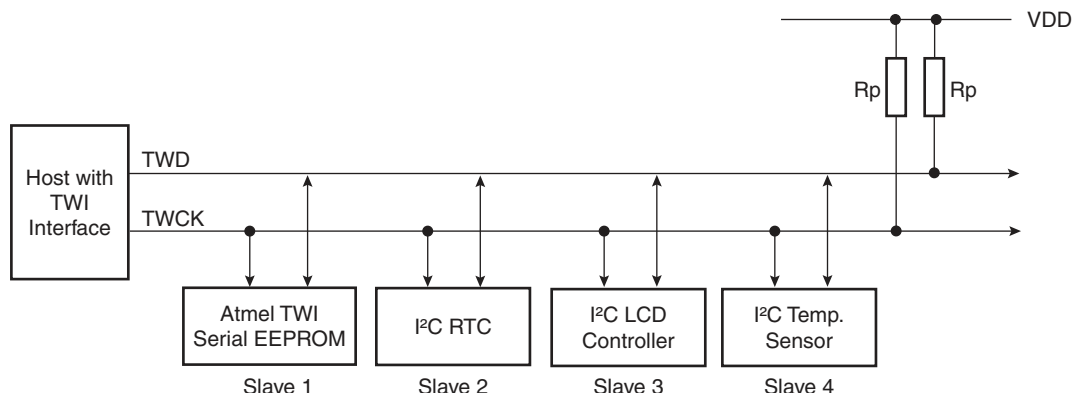 VDD
Rp Rp
TWD
Host with
TWI
Interface
TWCK
Atmel TWI
Serial EEPROM
I²C RTC
I²C LCD
Controller
I²C Temp.
Sensor
Slave 1
Slave 2
Slave 3
Slave 4